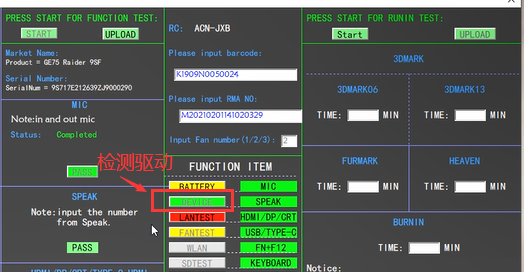 PRESS START FOR FUNCTION TEST:
START
UPLOAD
Market Name:
Product = GE75 Raider 9SF
Serial Number:
SerialNum = 9S717E212639ZJ9000290
MIC
Note:in and out mic
Status: Completed
PASS
SPEAK
Note:input the number
from Speak.
PASS
RC: ACN-JXB
Please input barcode:
K1909N0050024
Please input RMA NO:
M20210201141020329
Input Fan number(1/2/3): 2
检测驱动
FUNCTION ITEM
BATTERY
MIC
SPEAK
LANTEST
HDMI/DP/CRT
FANTEST
USB/TYPE-C
WLAN
FN+F12
SDTEST
KEYBOARD
PRESS START FOR RUNIN TEST:
Start
UPLOAD
3DMARK
3DMARK06
3DMARK13
TIME: MIN
TIME: MIN
FURMARK
HEAVEN
TIME: MIN
TIME: MIN
BURNIN
TIME: MIN
Notice: